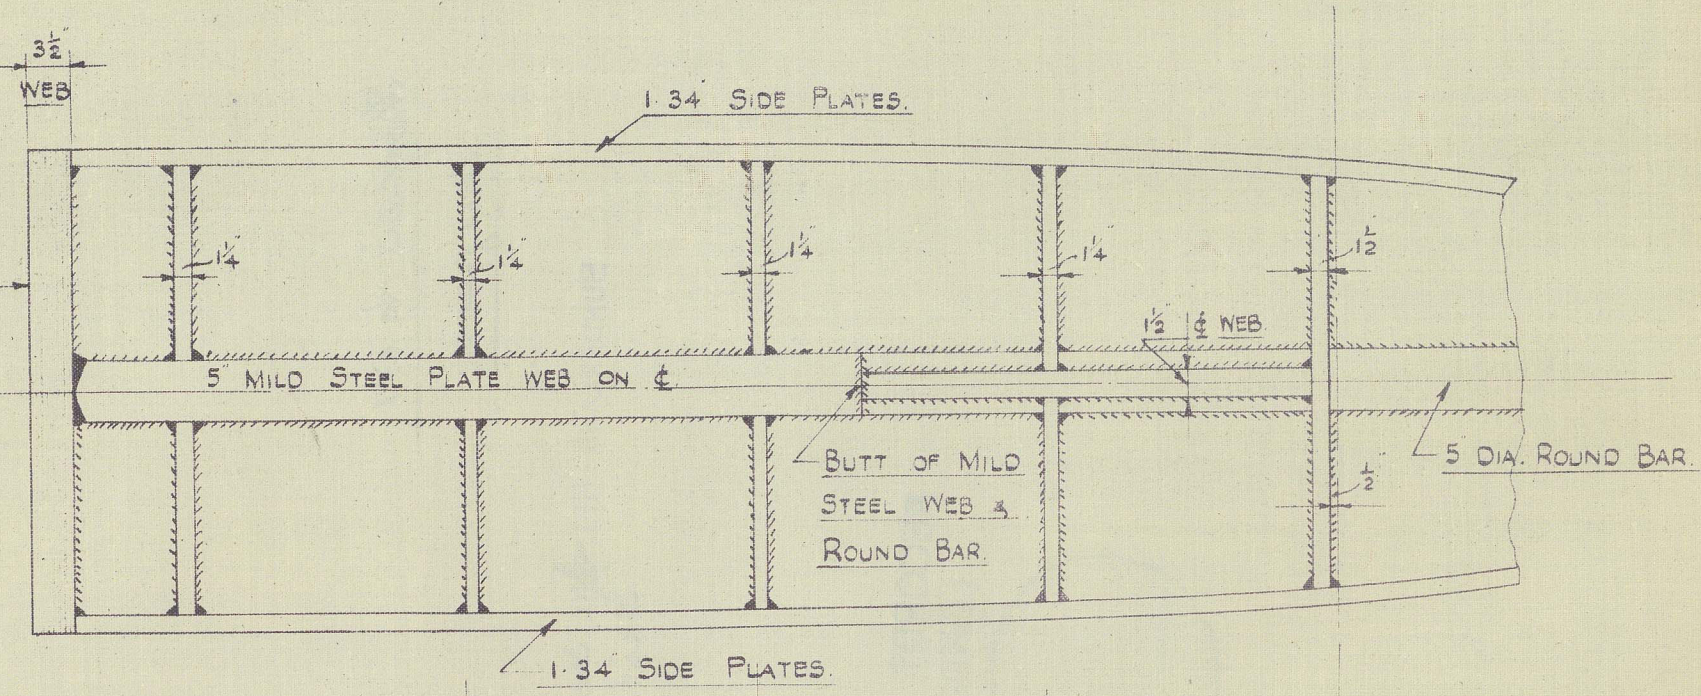 3½"
WEB
1·34" SIDE PLATES.
1¼"
1¼"
1¼"
1¼"
1½"
1½" ℄ WEB
5" MILD STEEL PLATE WEB ON ℄.
BUTT OF MILD
STEEL WEB &
ROUND BAR.
5" DIA. ROUND BAR.
½"
1·34" SIDE PLATES.